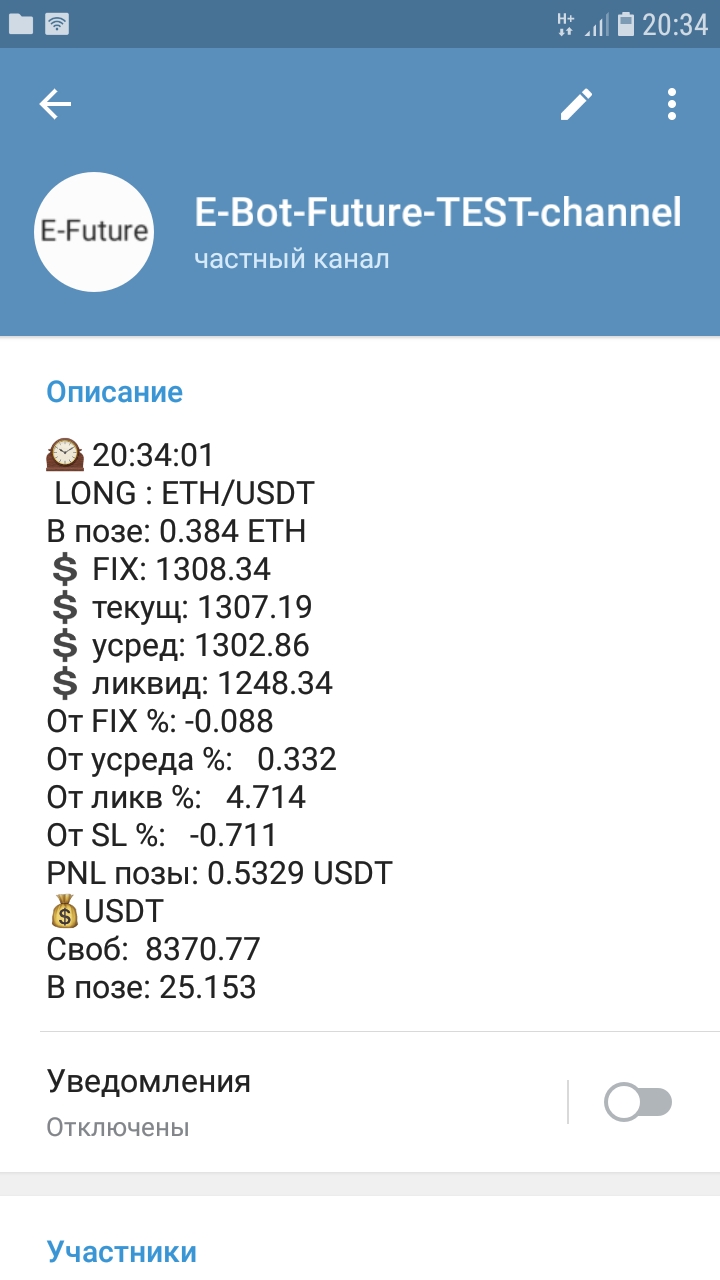 H+ 20:34
E-Future
E-Bot-Future-TEST-channel
частный канал
Описание
20:34:01
LONG : ETH/USDT
В позе: 0.384 ETH
$ FIX: 1308.34
$ текущ: 1307.19
$ усред: 1302.86
$ ликвид: 1248.34
От FIX %: -0.088
От усреда %: 0.332
От ликв %: 4.714
От SL %: -0.711
PNL позы: 0.5329 USDT
$ USDT
Своб: 8370.77
В позе: 25.153
Уведомления
Отключены
Участники